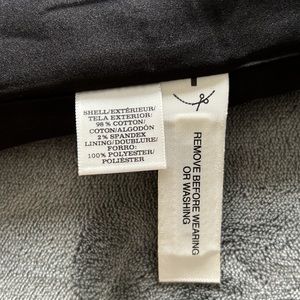 SHELL/EXTÉRIEUR/
TELA EXTERIOR:
98% COTTON/
COTON/ALGODÓN
2% SPANDEX
LINING/DOUBLURE/
FORRO:
100% POLYESTER/
POLIÉSTER
REMOVE BEFORE WEARING
OR WASHING